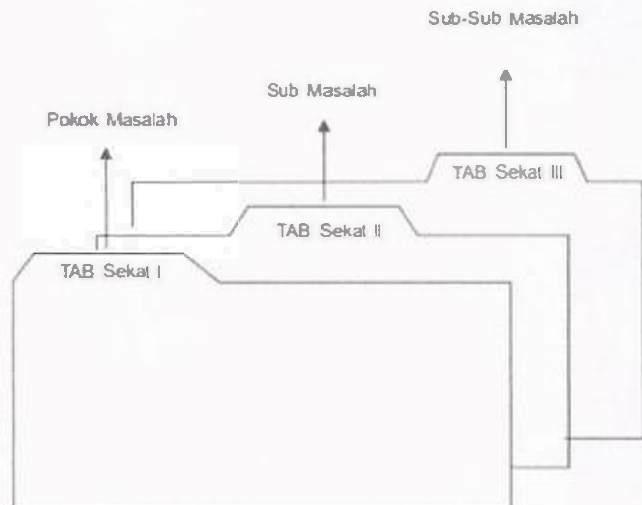 Sub-Sub Masalah
Sub Masalah
Pokok Masalah
TAB Sekat III
TAB Sekat II
TAB Sekat I